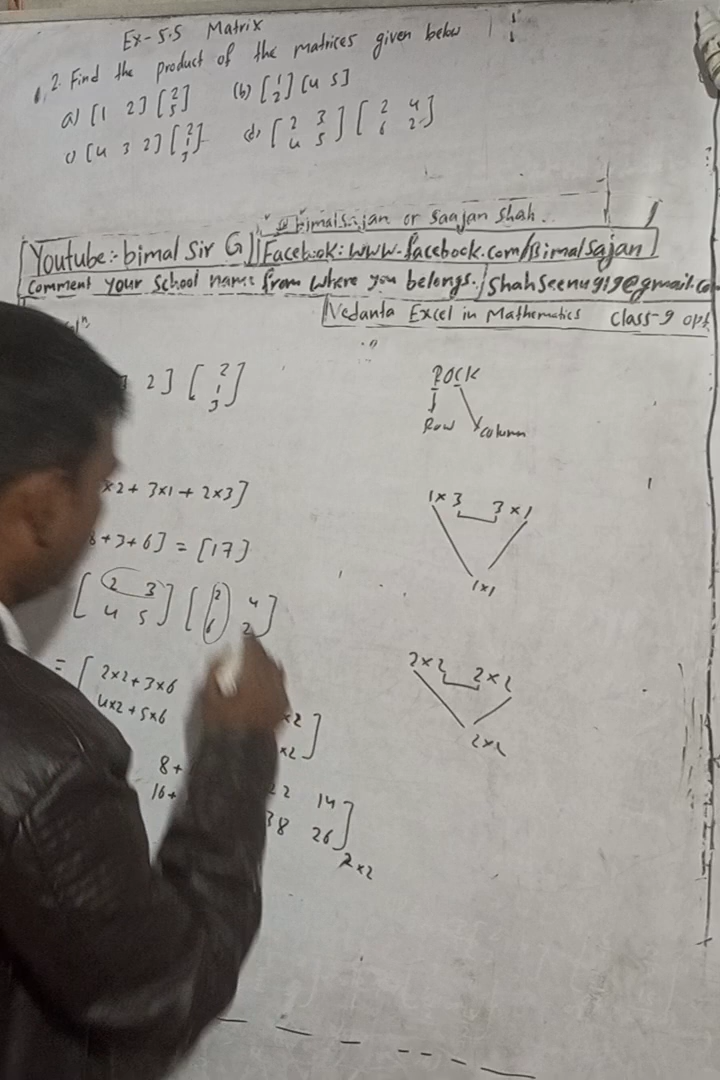 Ex-5.5 Matrix
2. Find the product of the matrices given below
a) [1 2] [2 5]
(b) [1 2] [4 5]
c) [4 3 2] [2 1 3]
(d) [2 3 4 5] [2 4 6 2]
@bimalsajan or Saajan Shah.
Youtube:- bimal Sir G
Facebook: www.facebook.com/Bimalsajan
Comment your School name from where you belongs.
Vedanta Excel in Mathematics Class-9 opt
2] [2 1 3]
ROCK
Row
column
×2 + 3×1 + 2×3]
1×3 3×1
+3+6] = [17]
1×1
[2 3 4 5] [2 4 6 2]
2×2 2×2
= [2×2+3×6
4×2+5×6
×2
×2]
2×2
8+
16+
14
38 26]
2×2